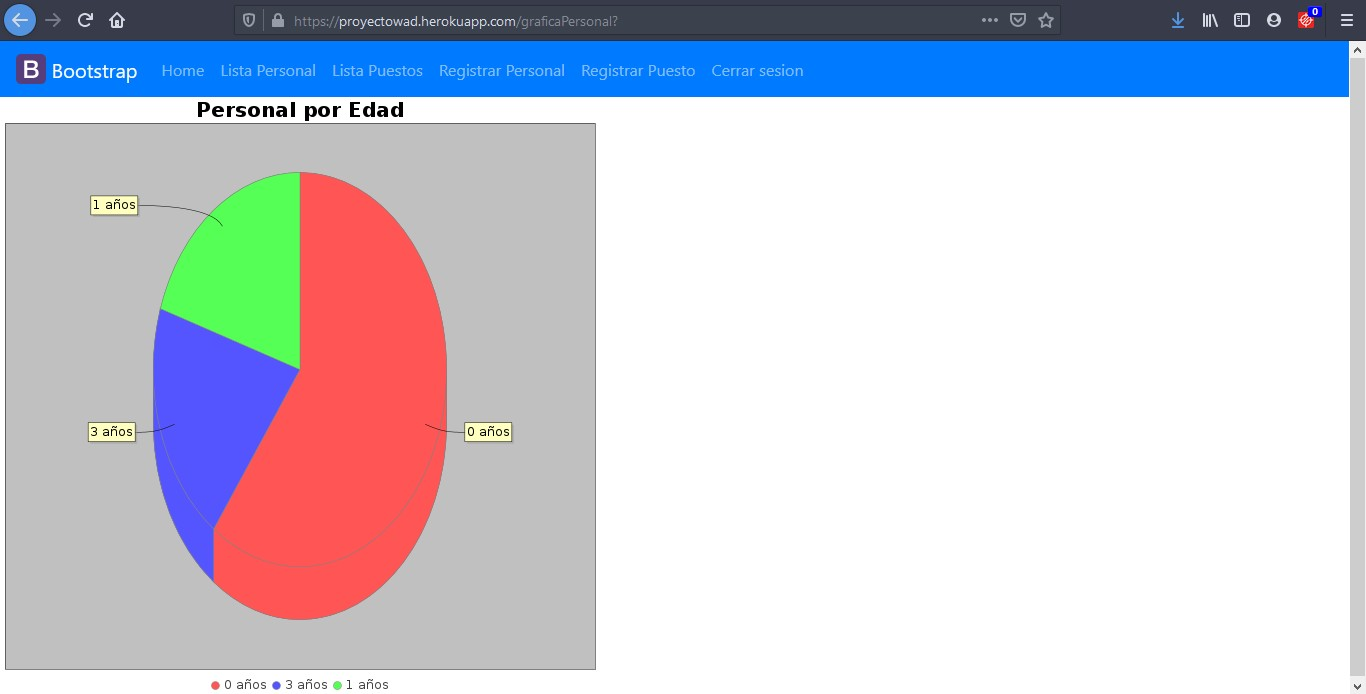 https://proyectowad.herokuapp.com/graficaPersonal?
0
B Bootstrap Home Lista Personal Lista Puestos Registrar Personal Registrar Puesto Cerrar sesion
Personal por Edad
1 años
3 años
0 años
0 años 3 años 1 años